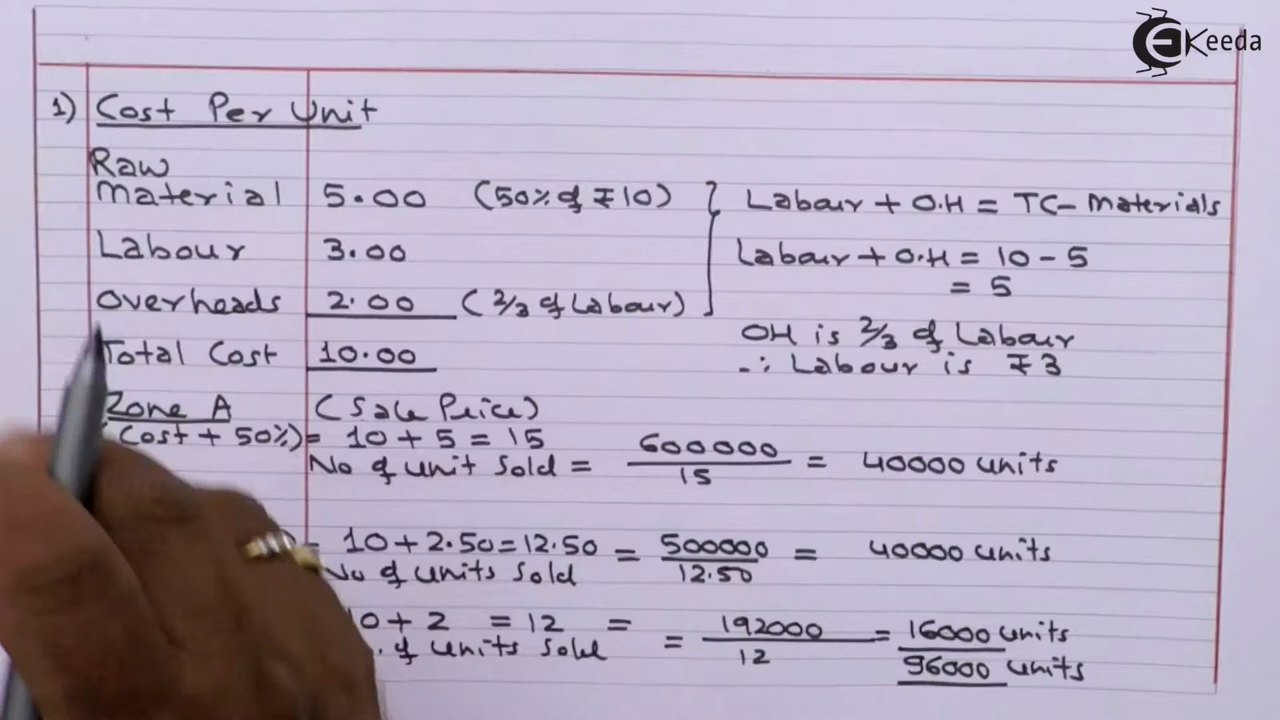 EKeeda
1) Cost Per Unit
Raw
Material 5.00 (50% of ₹10) Labour + O.H = TC - Materials
Labour 3.00 Labour + O.H = 10 - 5
= 5
Overheads 2.00 (2/3 of Labour)
OH is 2/3 of Labour
Total Cost 10.00 ∴ Labour is ₹3
Zone A (Sale Price)
(Cost + 50%) = 10 + 5 = 15
No of unit Sold = 600000/15 = 40000 units
= 10 + 2.50 = 12.50 = 500000/12.50 = 40000 units
No of units Sold
10 + 2 = 12 = 192000/12 = 16000 units
of units Sold =
96000 units